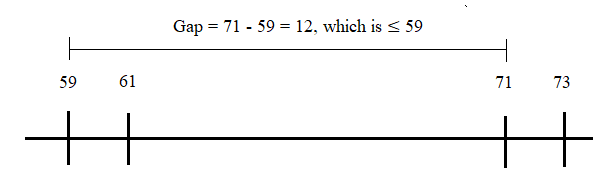 Gap = 71 - 59 = 12, which is ≤ 59
59 61 71 73